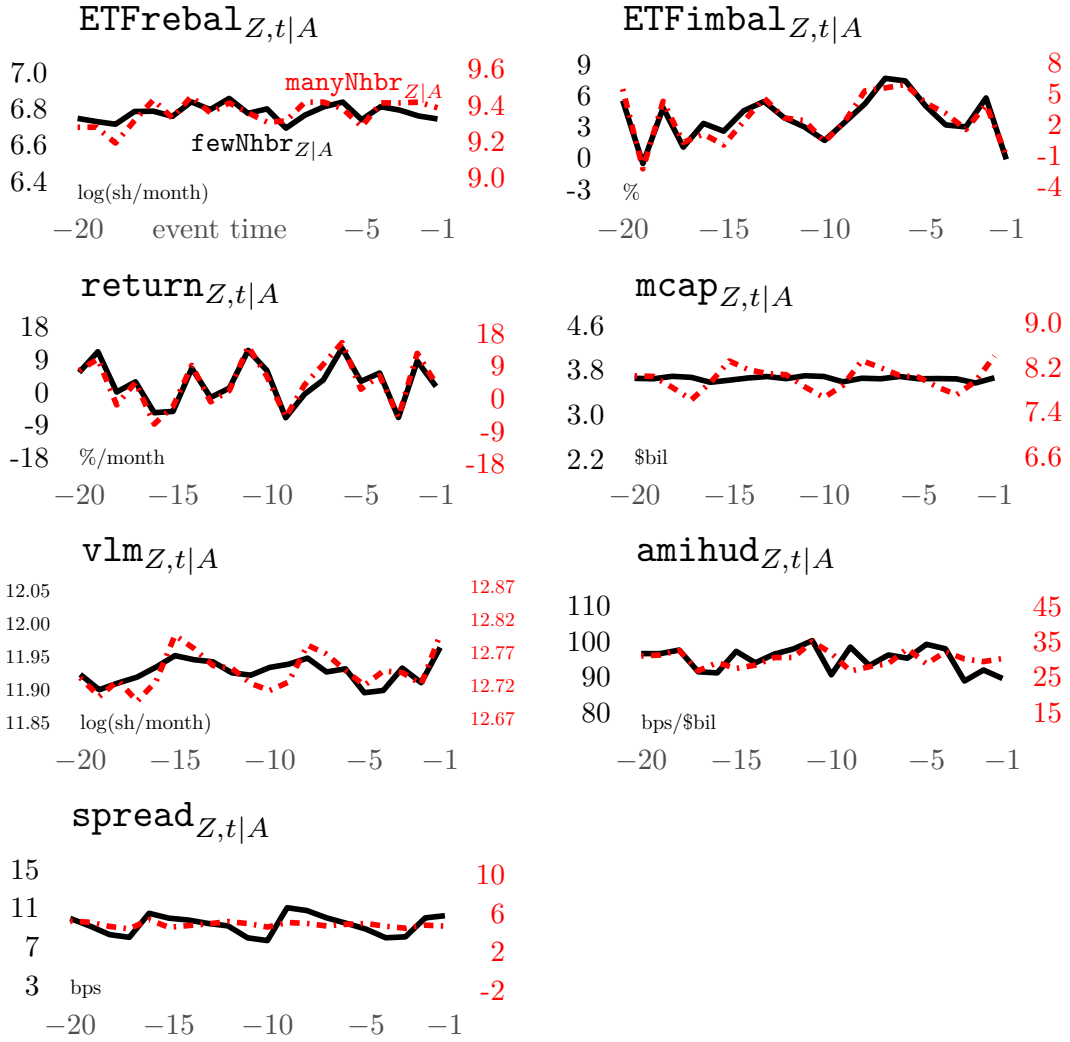 ETFrebal_{Z,t|A}
7.0
6.8
6.6
6.4
manyNhbr_{Z|A}
fewNhbr_{Z|A}
log(sh/month)
9.6
9.4
9.2
9.0
−20 event time −5 −1
ETFimbal_{Z,t|A}
9
6
3
0
-3
%
8
5
2
-1
-4
−20 −15 −10 −5 −1
return_{Z,t|A}
18
9
0
-9
-18
%/month
18
9
0
-9
-18
−20 −15 −10 −5 −1
mcap_{Z,t|A}
4.6
3.8
3.0
2.2
$bil
9.0
8.2
7.4
6.6
−20 −15 −10 −5 −1
vlm_{Z,t|A}
12.05
12.00
11.95
11.90
11.85
log(sh/month)
12.87
12.82
12.77
12.72
12.67
−20 −15 −10 −5 −1
amihud_{Z,t|A}
110
100
90
80
bps/$bil
45
35
25
15
−20 −15 −10 −5 −1
spread_{Z,t|A}
15
11
7
3
bps
10
6
2
-2
−20 −15 −10 −5 −1